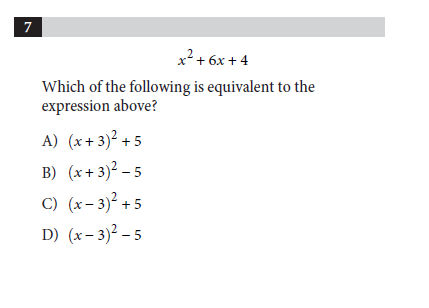 7
x² + 6x + 4
Which of the following is equivalent to the
expression above?
A) (x + 3)² + 5
B) (x + 3)² – 5
C) (x – 3)² + 5
D) (x – 3)² – 5